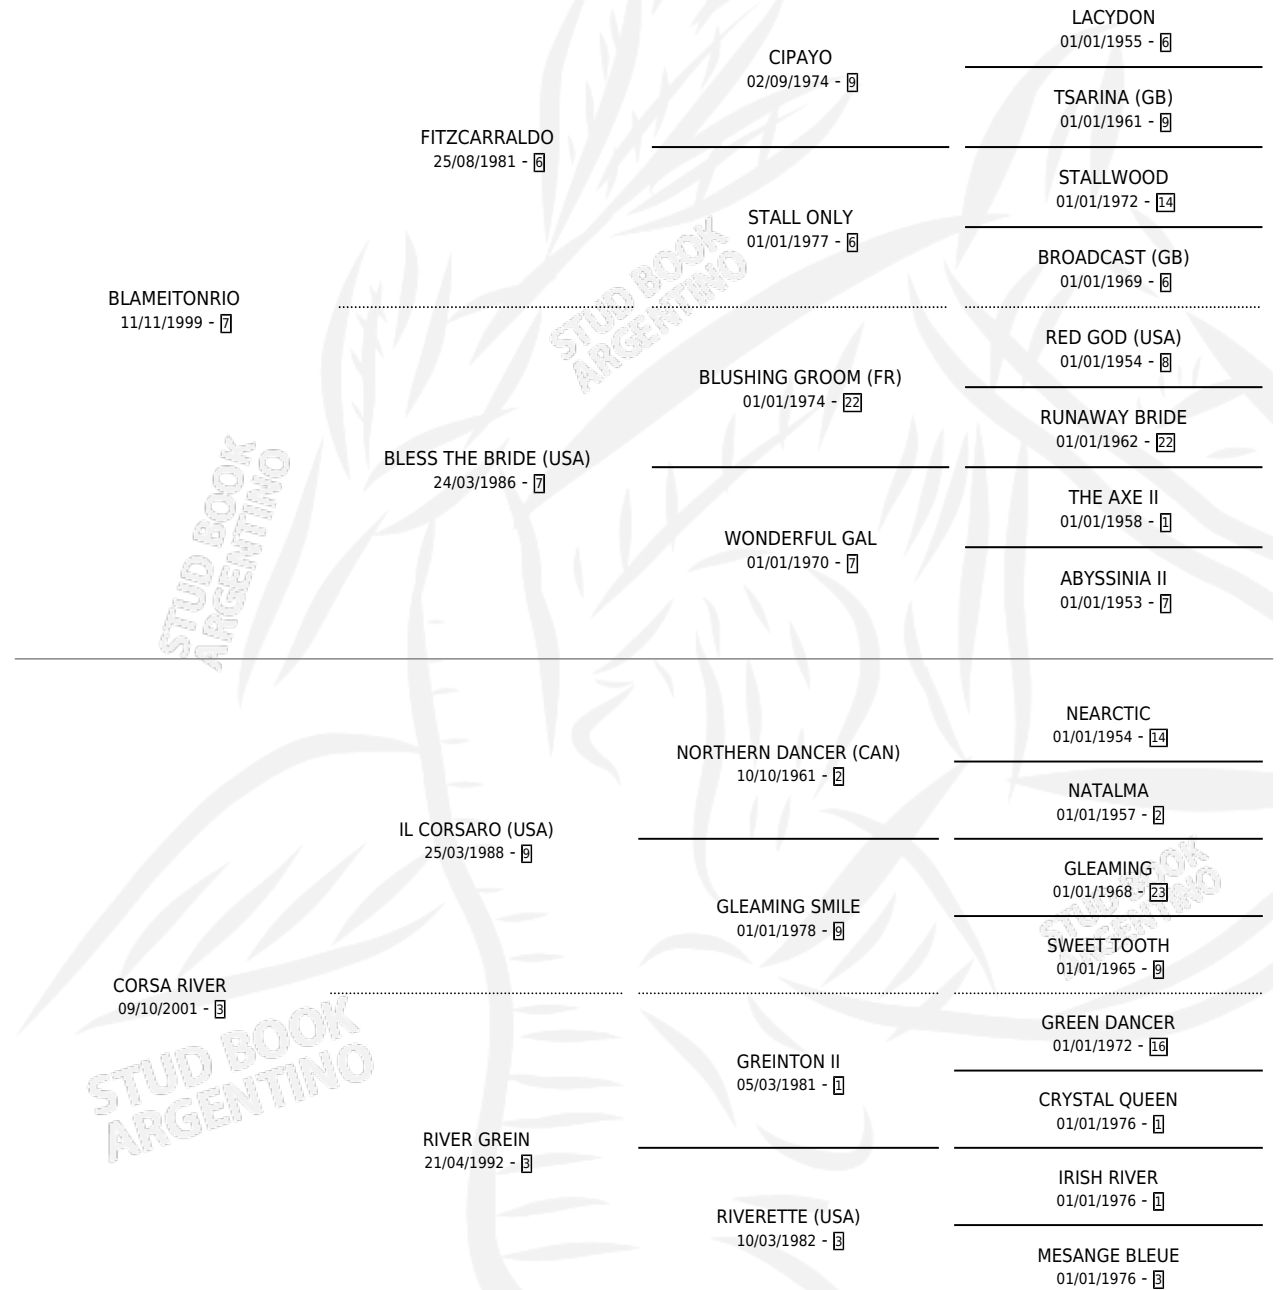 LACYDON
01/01/1955 - 6
CIPAYO
02/09/1974 - 9
TSARINA (GB)
01/01/1961 - 9
FITZCARRALDO
25/08/1981 - 6
STALLWOOD
01/01/1972 - 14
STALL ONLY
01/01/1977 - 6
BROADCAST (GB)
01/01/1969 - 6
BLAMEITONRIO
11/11/1999 - 7
RED GOD (USA)
01/01/1954 - 8
BLUSHING GROOM (FR)
01/01/1974 - 22
RUNAWAY BRIDE
01/01/1962 - 22
BLESS THE BRIDE (USA)
24/03/1986 - 7
THE AXE II
01/01/1958 - 1
WONDERFUL GAL
01/01/1970 - 7
ABYSSINIA II
01/01/1953 - 7
NEARCTIC
01/01/1954 - 14
NORTHERN DANCER (CAN)
10/10/1961 - 2
NATALMA
01/01/1957 - 2
IL CORSARO (USA)
25/03/1988 - 9
GLEAMING
01/01/1968 - 23
GLEAMING SMILE
01/01/1978 - 9
SWEET TOOTH
01/01/1965 - 9
CORSA RIVER
09/10/2001 - 3
GREEN DANCER
01/01/1972 - 16
GREINTON II
05/03/1981 - 1
CRYSTAL QUEEN
01/01/1976 - 1
RIVER GREIN
21/04/1992 - 3
IRISH RIVER
01/01/1976 - 1
RIVERETTE (USA)
10/03/1982 - 3
MESANGE BLEUE
01/01/1976 - 3
STUD BOOK
ARGENTINO
STUD BOOK
ARGENTINO
STUD BOOK
ARGENTINO
STUD BOOK
ARGENTINO